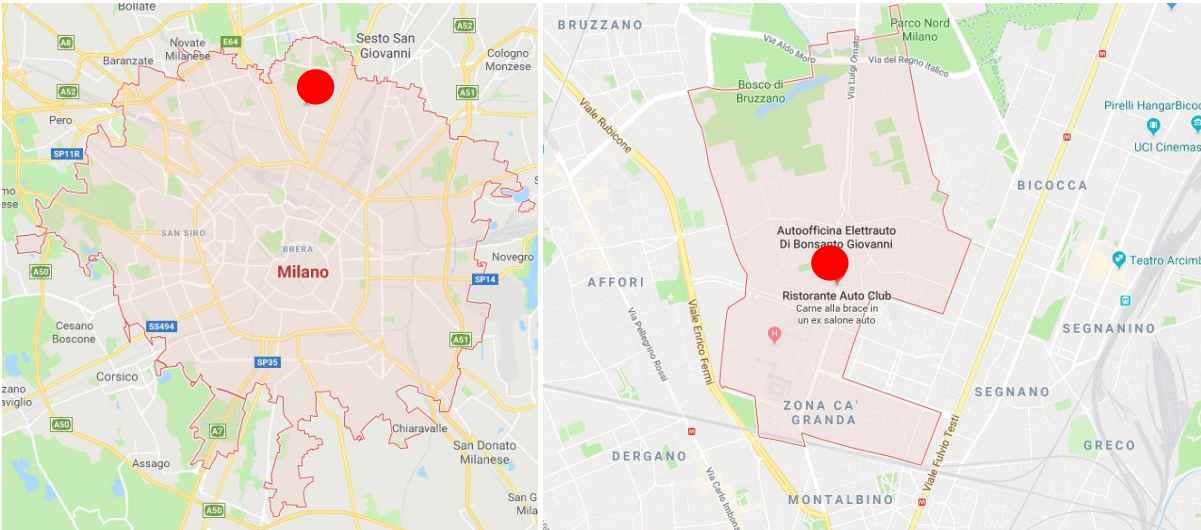 Bollate
A52
A8
Novate
Milanese
E64
Sesto San
Giovanni
Baranzate
Cologno
Monzese
A52
A51
Pero
SP11R
SAN SIRO
BRERA
Milano
A50
Novegro
SP14
Cesano
Boscone
SS494
A51
SP35
Corsico
A50
A7
Chiaravalle
Assago
San Donato
Milanese
A50
BRUZZANO
Parco Nord
Milano
Via Aldo Moro
Via Luigi Ornato
Via del Regno Italico
Bosco di
Bruzzano
Viale Rubicone
M
Pirelli HangarBicoc
UCI Cinemas
M
BICOCCA
Autoofficina Elettrauto
Di Bonsanto Giovanni
Teatro Arcimb
AFFORI
Ristorante Auto Club
Carne alla brace in
un ex salone auto
Via Pellegrino Rossi
Viale Enrico Fermi
H
SEGNANINO
SEGNANO
ZONA CA'
GRANDA
M
Viale Fulvio Testi
GRECO
DERGANO
Via Carlo Imbona
MONTALBINO
M